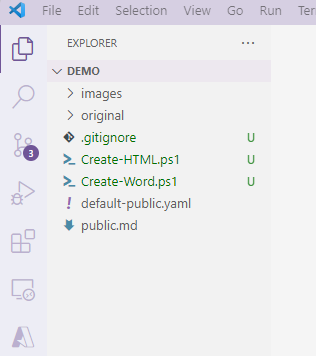 File Edit Selection View Go Run Ter
EXPLORER ...
DEMO
images
original
.gitignore U
3
Create-HTML.ps1 U
Create-Word.ps1 U
! default-public.yaml
public.md